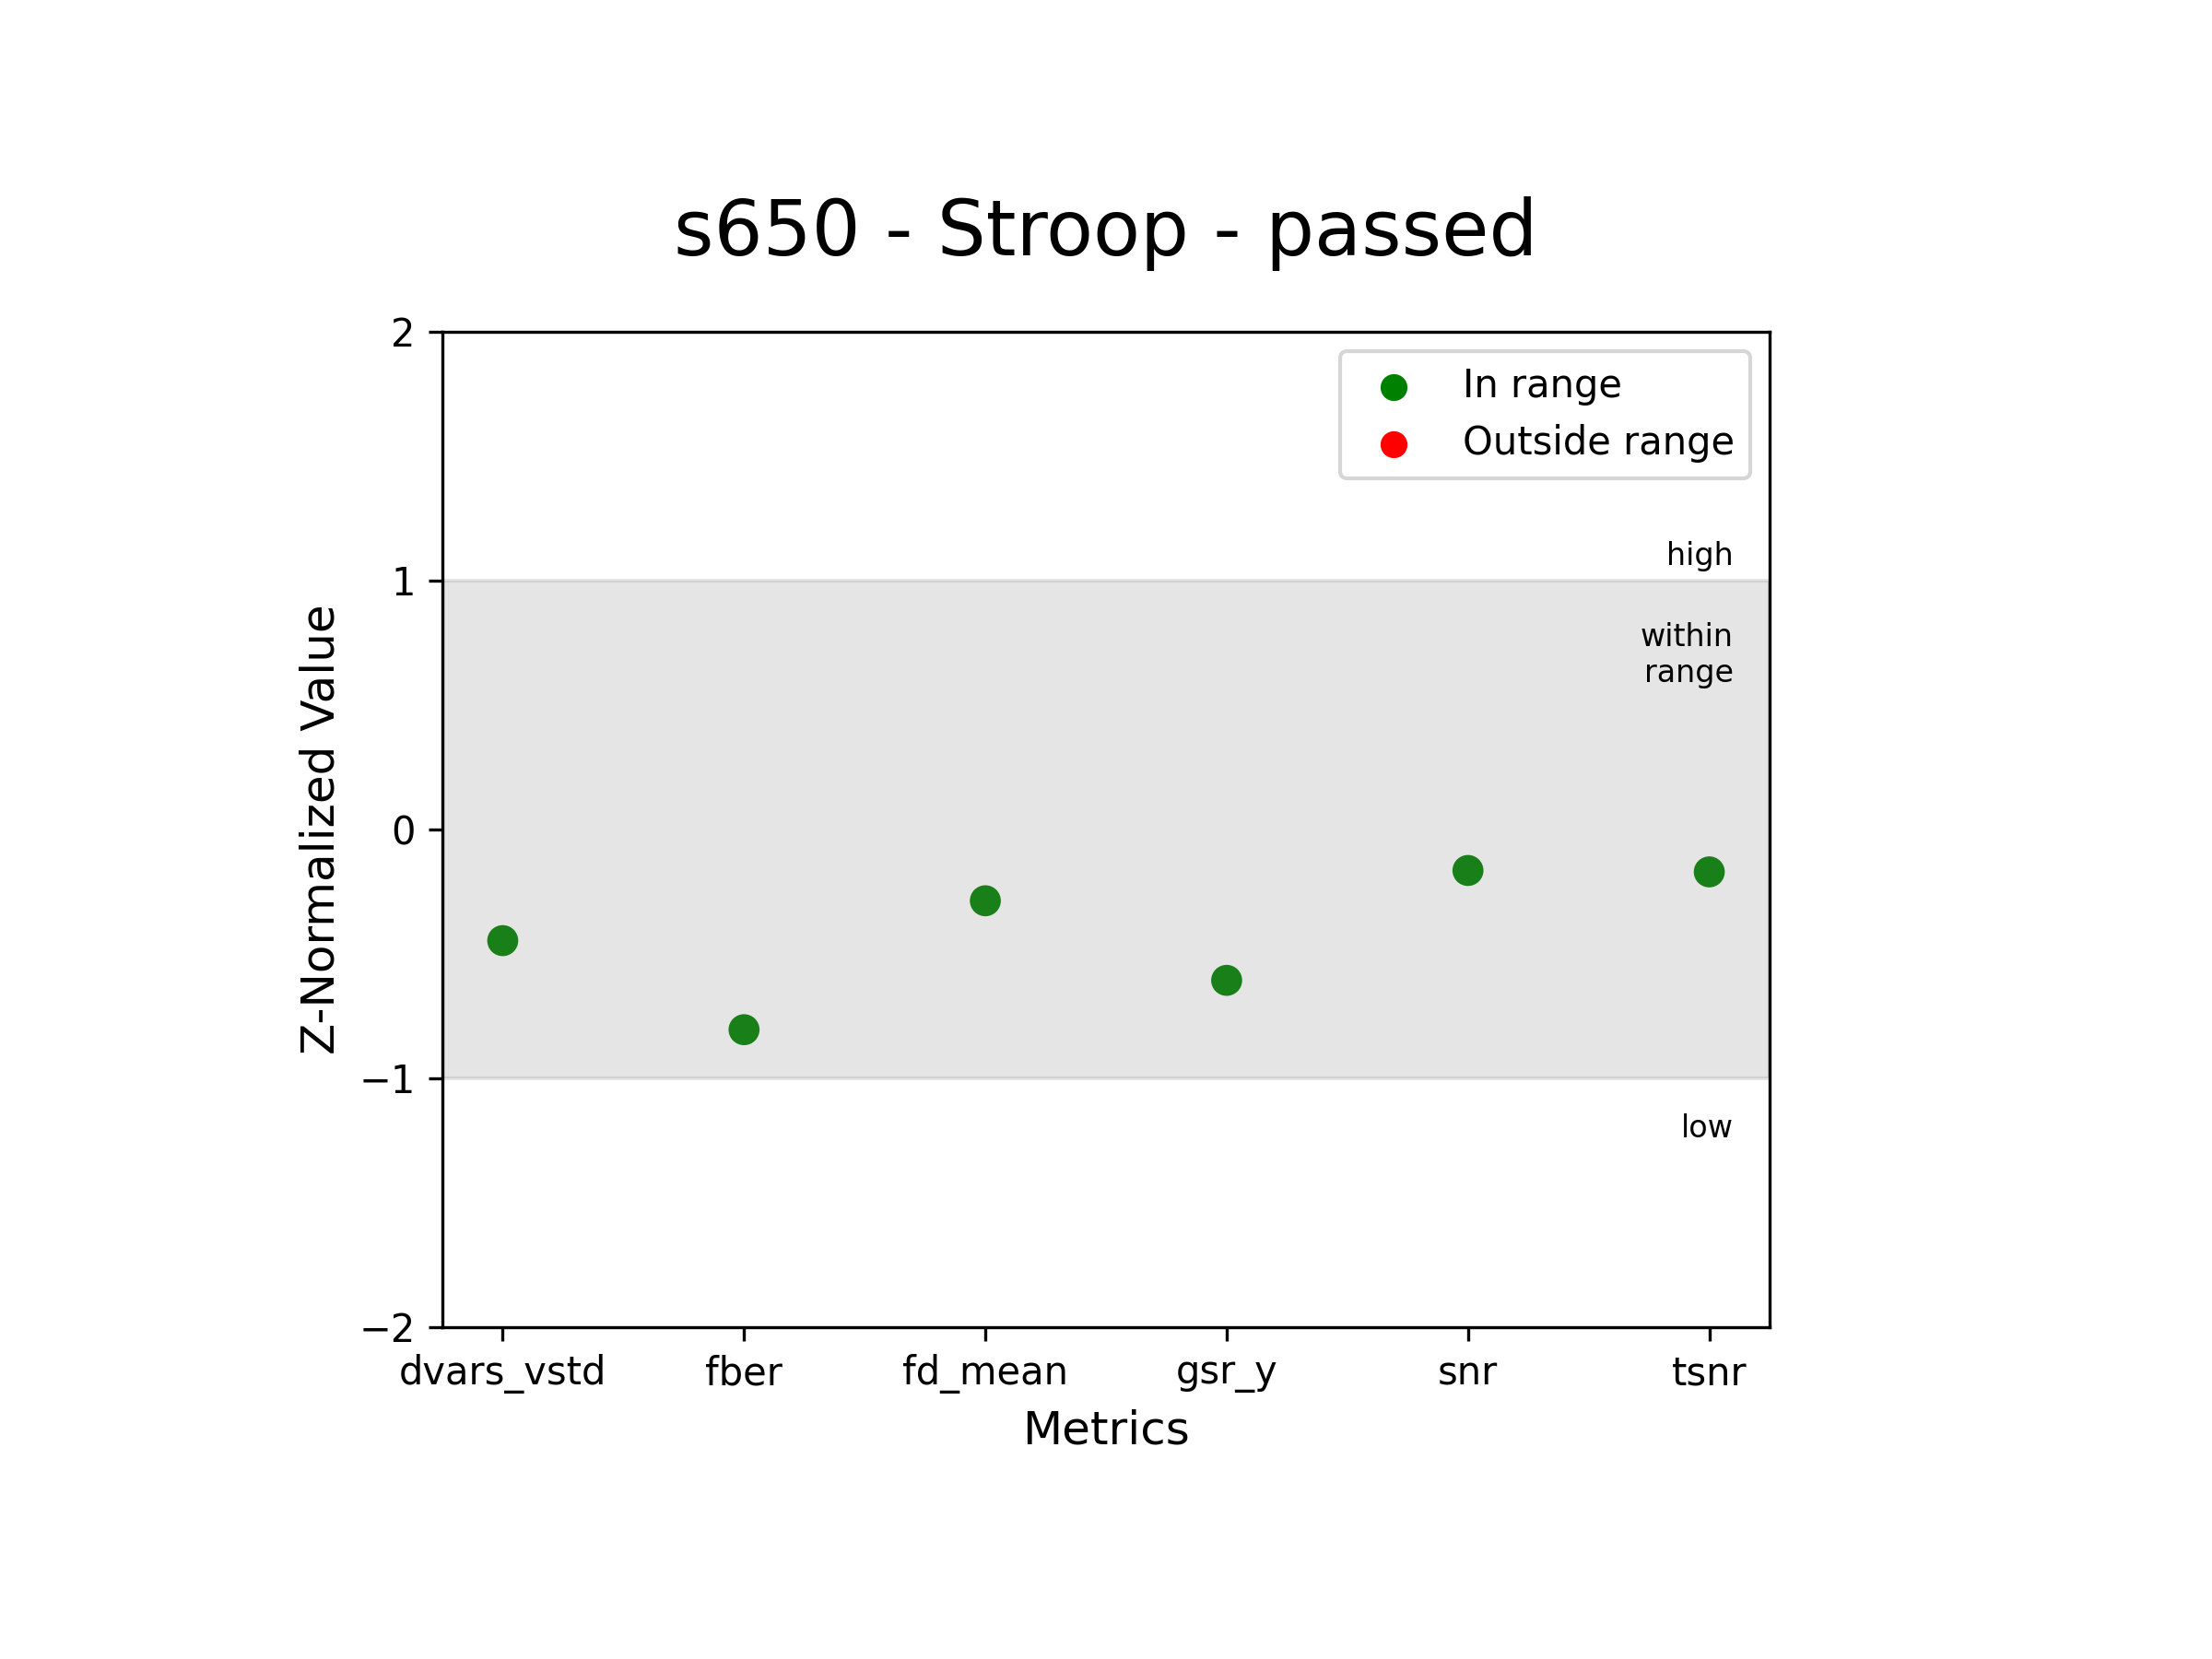 s650 - Stroop - passed
2
In range
Outside range
high
1
within
range
Z-Normalized Value
0
−1
low
−2
dvars_vstd fber fd_mean gsr_y snr tsnr
Metrics